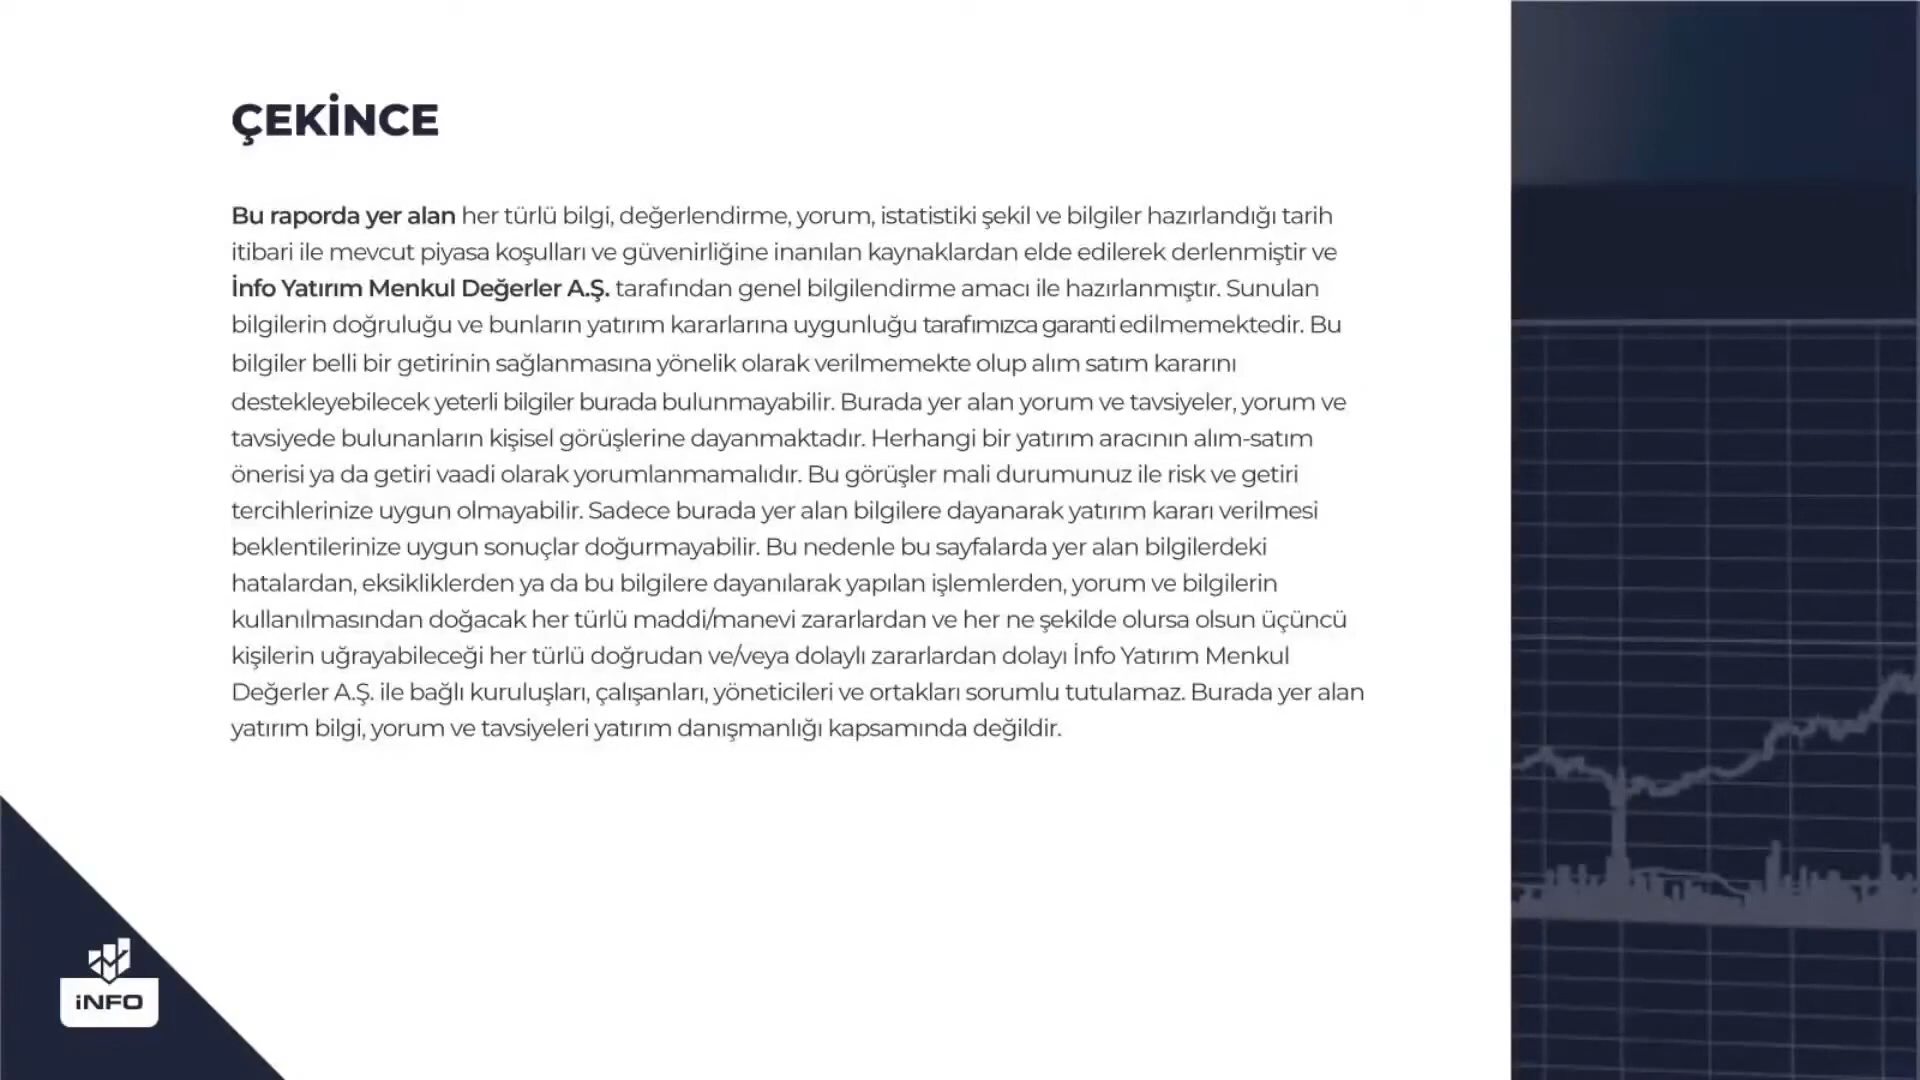 ÇEKİNCE
Bu raporda yer alan her türlü bilgi, değerlendirme, yorum, istatistiki şekil ve bilgiler hazırlandığı tarih
itibari ile mevcut piyasa koşulları ve güvenirliğine inanılan kaynaklardan elde edilerek derlenmiştir ve
İnfo Yatırım Menkul Değerler A.Ş. tarafından genel bilgilendirme amacı ile hazırlanmıştır. Sunulan
bilgilerin doğruluğu ve bunların yatırım kararlarına uygunluğu tarafımızca garanti edilmemektedir. Bu
bilgiler belli bir getirinin sağlanmasına yönelik olarak verilmemekte olup alım satım kararını
destekleyebilecek yeterli bilgiler burada bulunmayabilir. Burada yer alan yorum ve tavsiyeler, yorum ve
tavsiyede bulunanların kişisel görüşlerine dayanmaktadır. Herhangi bir yatırım aracının alım-satım
önerisi ya da getiri vaadi olarak yorumlanmamalıdır. Bu görüşler mali durumunuz ile risk ve getiri
tercihlerinize uygun olmayabilir. Sadece burada yer alan bilgilere dayanarak yatırım kararı verilmesi
beklentilerinize uygun sonuçlar doğurmayabilir. Bu nedenle bu sayfalarda yer alan bilgilerdeki
hatalardan, eksikliklerden ya da bu bilgilere dayanılarak yapılan işlemlerden, yorum ve bilgilerin
kullanılmasından doğacak her türlü maddi/manevi zararlardan ve her ne şekilde olursa olsun üçüncü
kişilerin uğrayabileceği her türlü doğrudan ve/veya dolaylı zararlardan dolayı İnfo Yatırım Menkul
Değerler A.Ş. ile bağlı kuruluşları, çalışanları, yöneticileri ve ortakları sorumlu tutulamaz. Burada yer alan
yatırım bilgi, yorum ve tavsiyeleri yatırım danışmanlığı kapsamında değildir.
iNFO